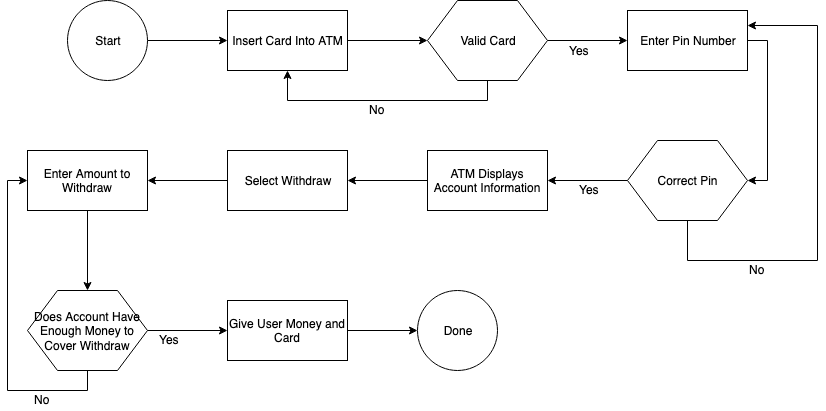 Start
Insert Card Into ATM
Valid Card
Yes
Enter Pin Number
No
Enter Amount to
Withdraw
Select Withdraw
ATM Displays
Account Information
Yes
Correct Pin
No
Does Account Have
Enough Money to
Cover Withdraw
Yes
Give User Money and
Card
Done
No